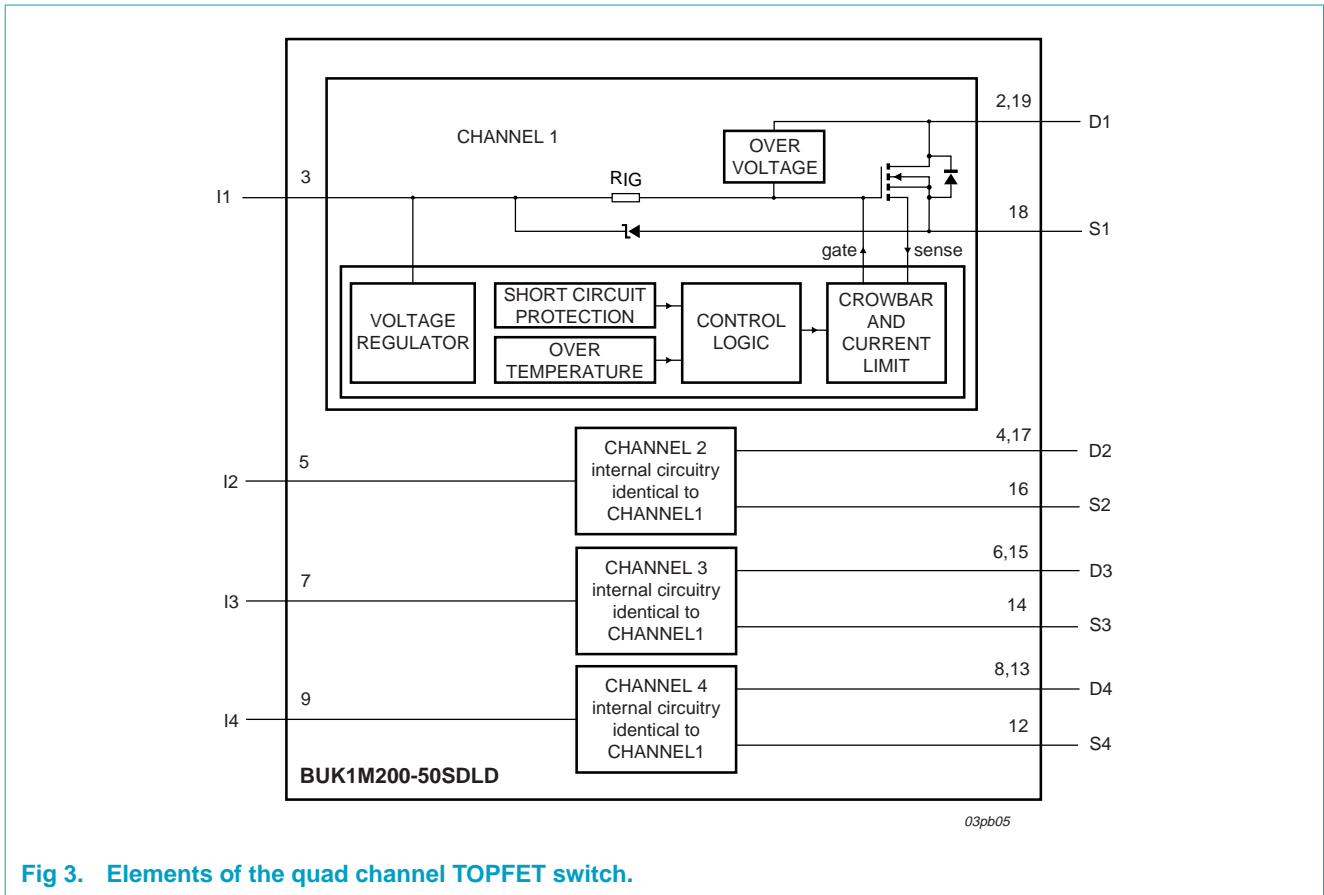 CHANNEL 1
2,19
D1
OVER
VOLTAGE
3
RIG
I1
18
S1
gate
sense
VOLTAGE
REGULATOR
SHORT CIRCUIT
PROTECTION
OVER
TEMPERATURE
CONTROL
LOGIC
CROWBAR
AND
CURRENT
LIMIT
CHANNEL 2
internal circuitry
identical to
CHANNEL1
5
I2
4,17
D2
16
S2
CHANNEL 3
internal circuitry
identical to
CHANNEL1
7
I3
6,15
D3
14
S3
CHANNEL 4
internal circuitry
identical to
CHANNEL1
9
I4
8,13
D4
12
S4
BUK1M200-50SDLD
03pb05
Fig 3. Elements of the quad channel TOPFET switch.